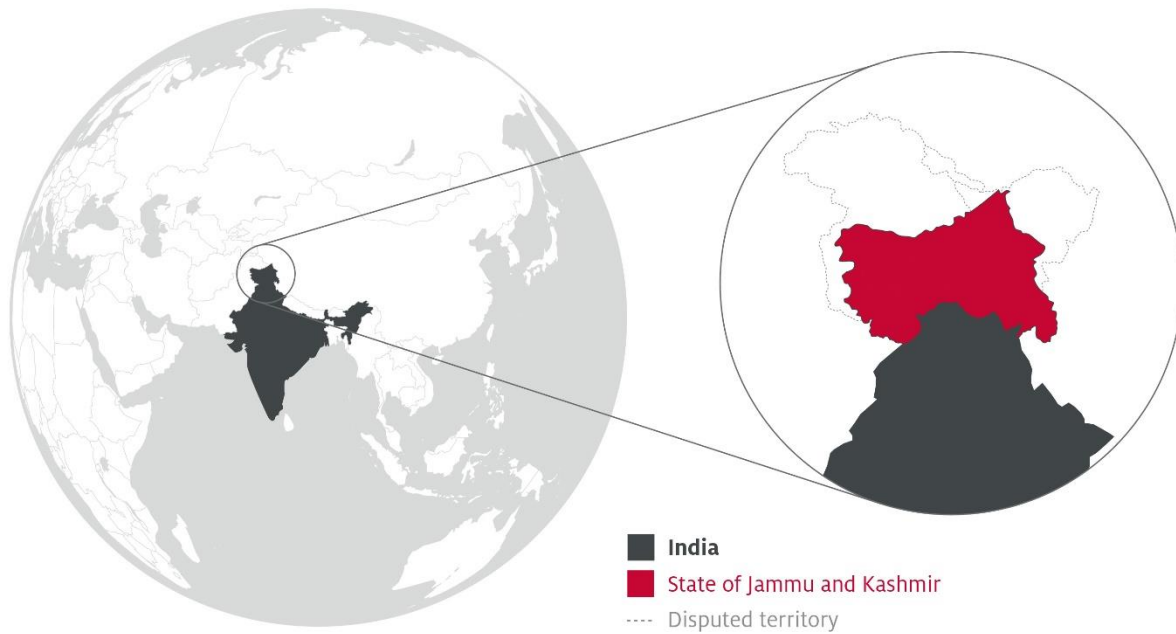 India
State of Jammu and Kashmir
Disputed territory